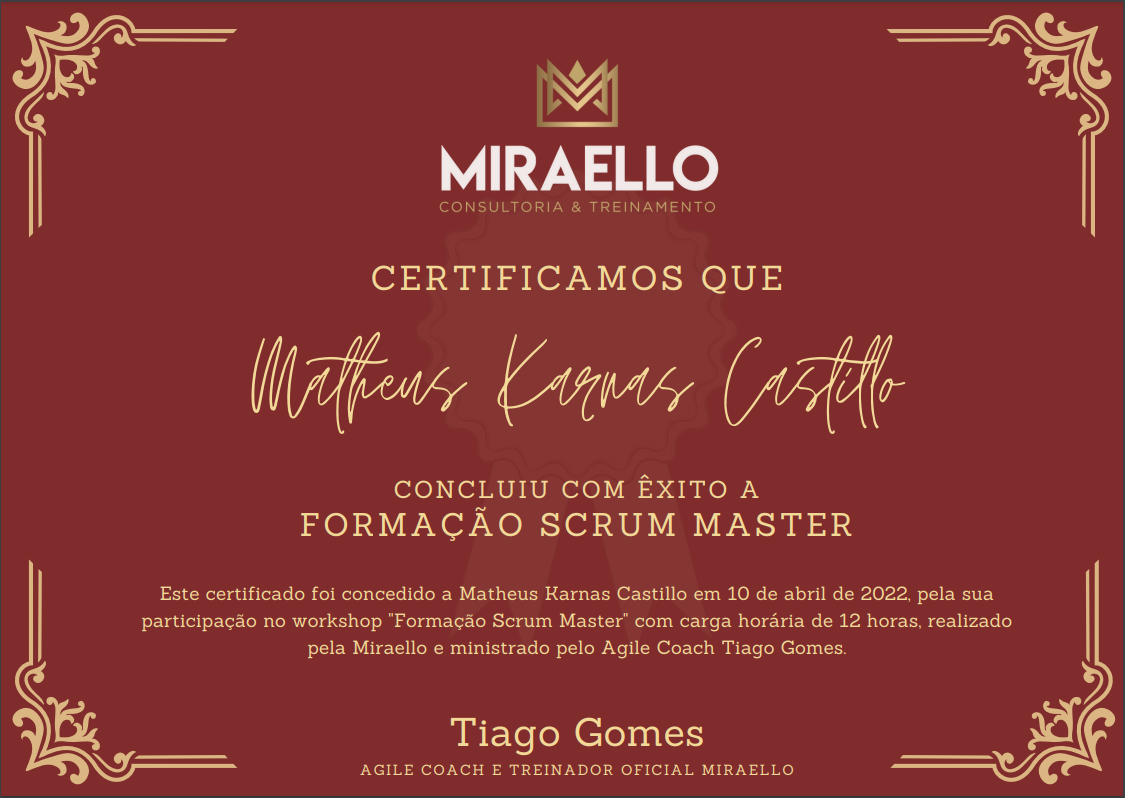 MIRAELLO
CONSULTORIA & TREINAMENTO
CERTIFICAMOS QUE
Matheus Karnas Castillo
CONCLUIU COM ÊXITO A
FORMAÇÃO SCRUM MASTER
Este certificado foi concedido a Matheus Karnas Castillo em 10 de abril de 2022, pela sua
participação no workshop "Formação Scrum Master" com carga horária de 12 horas, realizado
pela Miraello e ministrado pelo Agile Coach Tiago Gomes.
Tiago Gomes
AGILE COACH E TREINADOR OFICIAL MIRAELLO